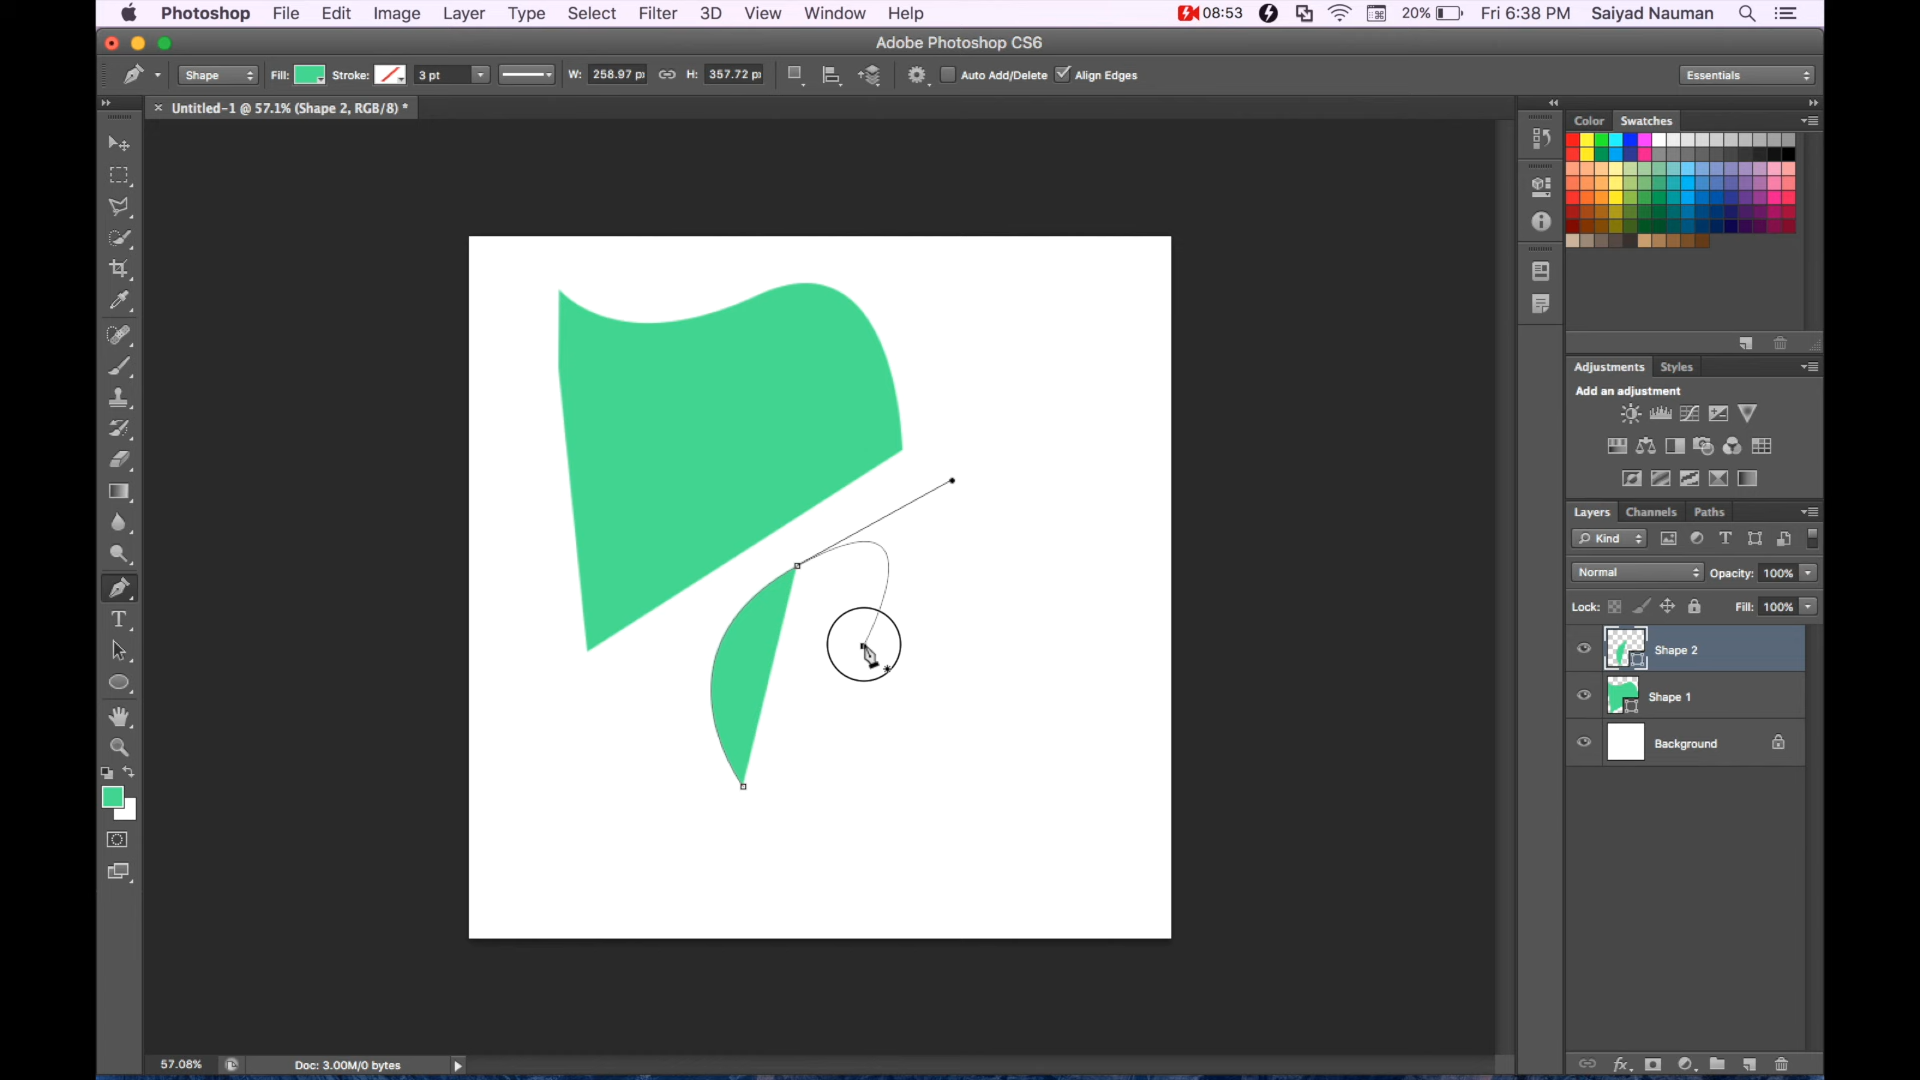 Photoshop File Edit Image Layer Type Select Filter 3D View Window Help 08:53 20% Fri 6:38 PM Saiyad Nauman
Adobe Photoshop CS6
Shape Fill: Stroke: 3 pt W: 258.97 px H: 357.72 px Auto Add/Delete Align Edges Essentials
Untitled-1 @ 57.1% (Shape 2, RGB/8) *
Color Swatches
Adjustments Styles
Add an adjustment
Layers Channels Paths
Kind
Normal Opacity: 100%
Lock: Fill: 100%
Shape 2
Shape 1
Background
57.08% Doc: 3.00M/0 bytes